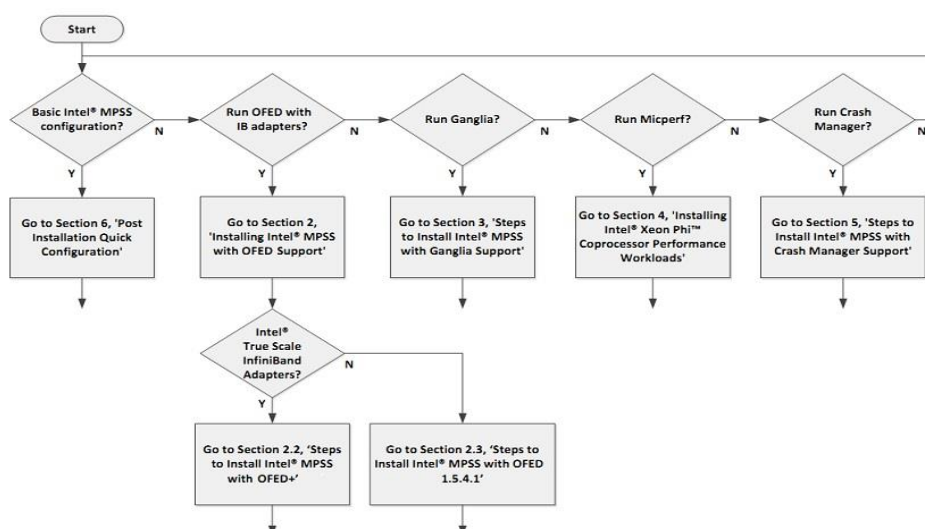 Start
Basic Intel® MPSS
configuration?
N
Y
Run OFED with
IB adapters?
N
Y
Run Ganglia?
N
Y
Run Micperf?
N
Y
Run Crash
Manager?
N
Y
Go to Section 6, 'Post
Installation Quick
Configuration'
Go to Section 2,
'Installing Intel® MPSS
with OFED Support'
Go to Section 3, 'Steps
to Install Intel® MPSS
with Ganglia Support'
Go to Section 4, 'Installing
Intel® Xeon Phi™
Coprocessor Performance
Workloads'
Go to Section 5, 'Steps to
Install Intel® MPSS with
Crash Manager Support'
Intel®
True Scale
InfiniBand
Adapters?
N
Y
Go to Section 2.2, ‘Steps
to Install Intel® MPSS
with OFED+’
Go to Section 2.3, ‘Steps to
Install Intel® MPSS with OFED
1.5.4.1’